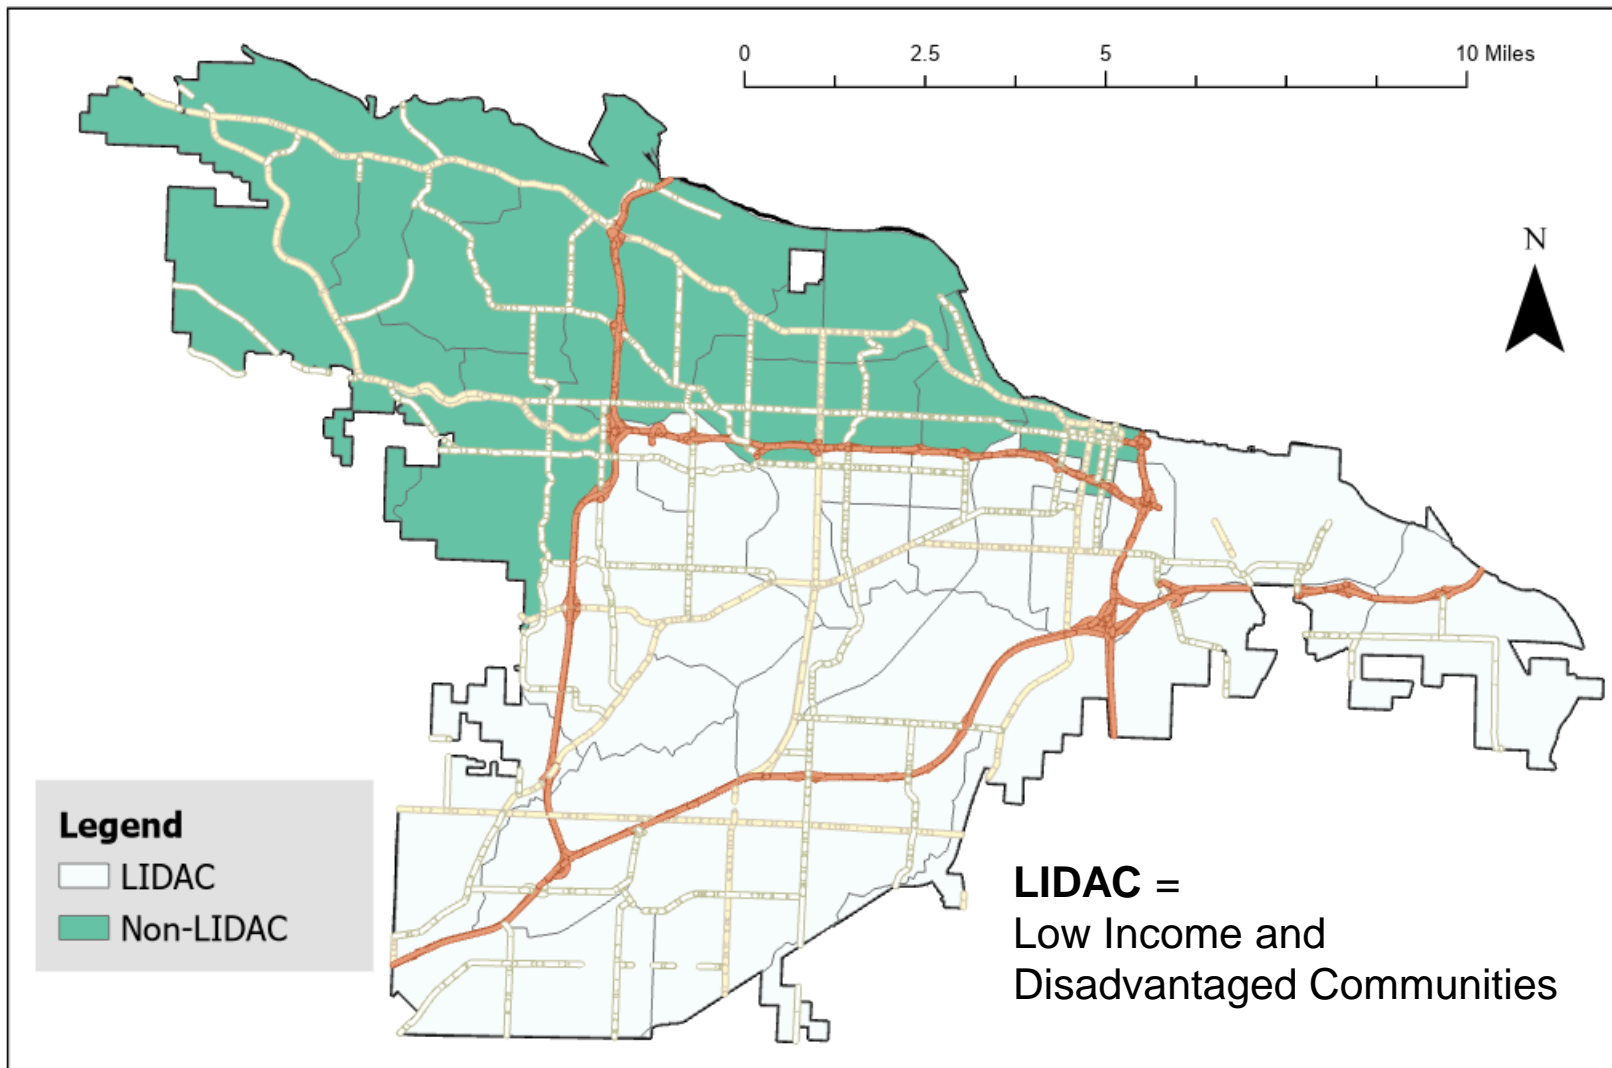 0 2.5 5 10 Miles
N
Legend
LIDAC
Non-LIDAC
LIDAC =
Low Income and
Disadvantaged Communities